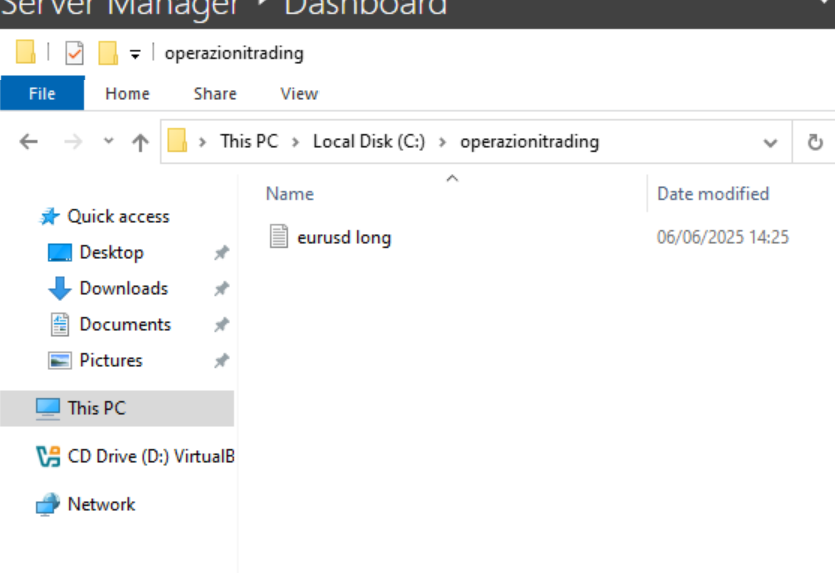 Server Manager ‣ Dashboard
operazionitrading
File Home Share View
This PC > Local Disk (C:) > operazionitrading
Name Date modified
Quick access
eurusd long 06/06/2025 14:25
Desktop
Downloads
Documents
Pictures
This PC
CD Drive (D:) VirtualB
Network